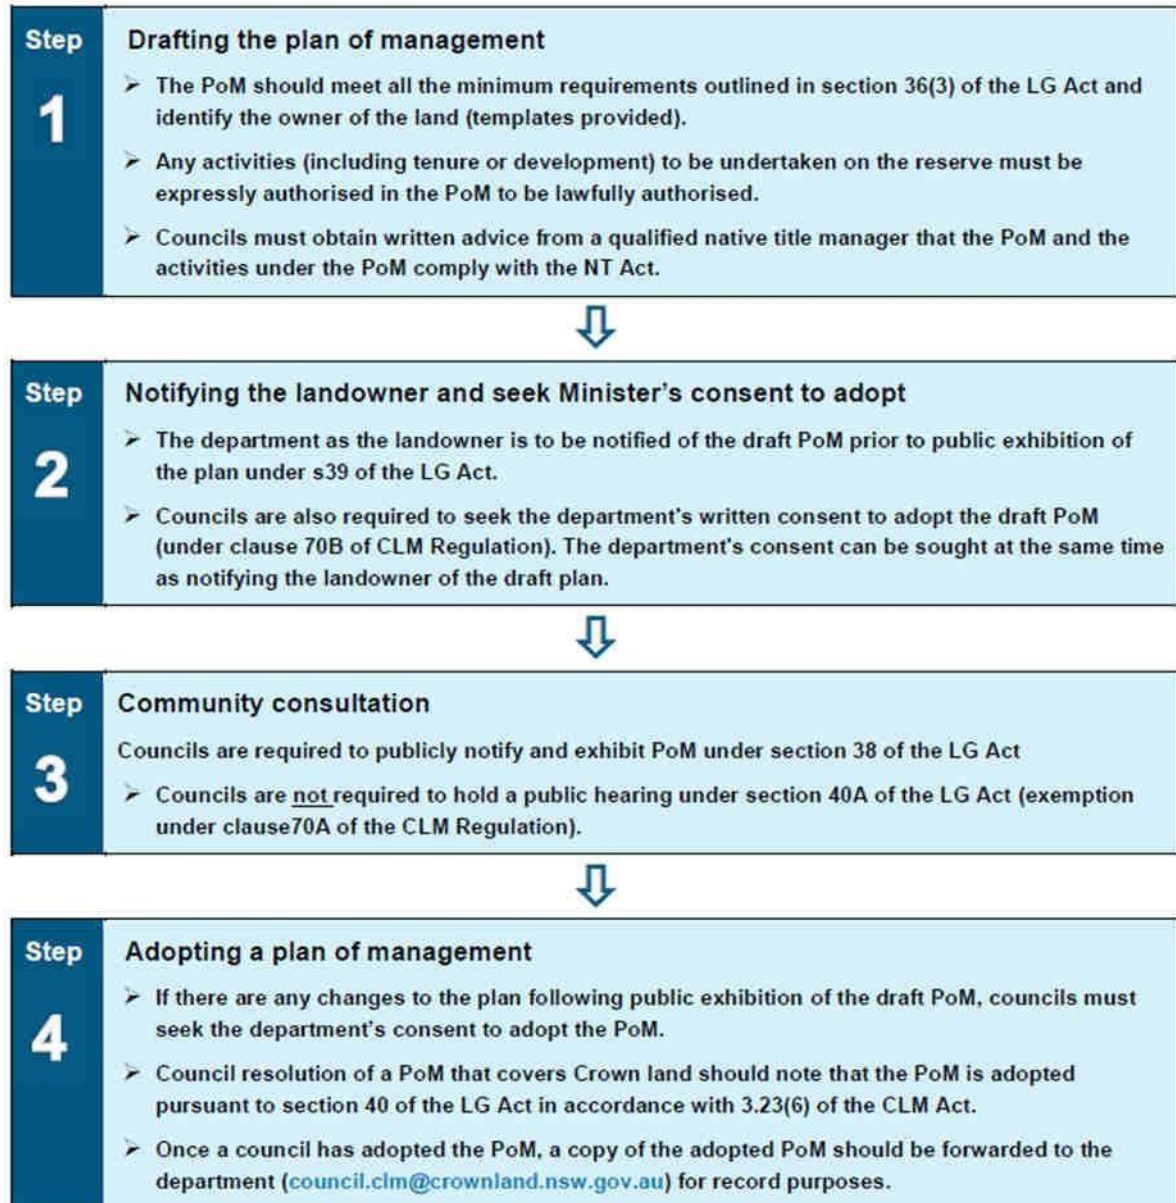 Step
1
Drafting the plan of management
➢ The PoM should meet all the minimum requirements outlined in section 36(3) of the LG Act and
identify the owner of the land (templates provided).
➢ Any activities (including tenure or development) to be undertaken on the reserve must be
expressly authorised in the PoM to be lawfully authorised.
➢ Councils must obtain written advice from a qualified native title manager that the PoM and the
activities under the PoM comply with the NT Act.
Step
2
Notifying the landowner and seek Minister's consent to adopt
➢ The department as the landowner is to be notified of the draft PoM prior to public exhibition of
the plan under s39 of the LG Act.
➢ Councils are also required to seek the department's written consent to adopt the draft PoM
(under clause 70B of CLM Regulation). The department's consent can be sought at the same time
as notifying the landowner of the draft plan.
Step
3
Community consultation
Councils are required to publicly notify and exhibit PoM under section 38 of the LG Act
➢ Councils are not required to hold a public hearing under section 40A of the LG Act (exemption
under clause70A of the CLM Regulation).
Step
4
Adopting a plan of management
➢ If there are any changes to the plan following public exhibition of the draft PoM, councils must
seek the department's consent to adopt the PoM.
➢ Council resolution of a PoM that covers Crown land should note that the PoM is adopted
pursuant to section 40 of the LG Act in accordance with 3.23(6) of the CLM Act.
➢ Once a council has adopted the PoM, a copy of the adopted PoM should be forwarded to the
department (council.clm@crownland.nsw.gov.au) for record purposes.